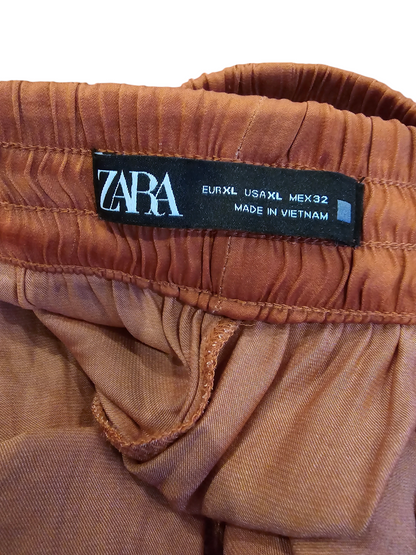 ZARA
EUR XL USA XL MEX 32
MADE IN VIETNAM